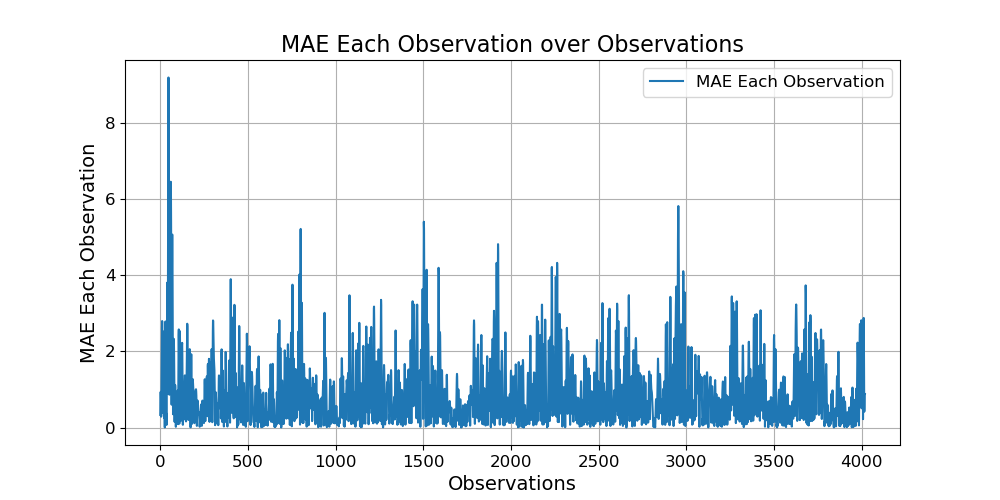 MAE Each Observation over Observations
MAE Each Observation
MAE Each Observation
8
6
4
2
0
0 500 1000 1500 2000 2500 3000 3500 4000
Observations